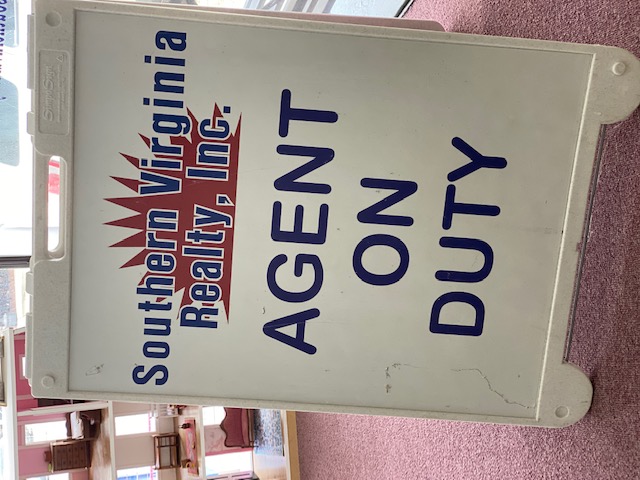 Southern Virginia
Realty, Inc.
AGENT
ON
DUTY